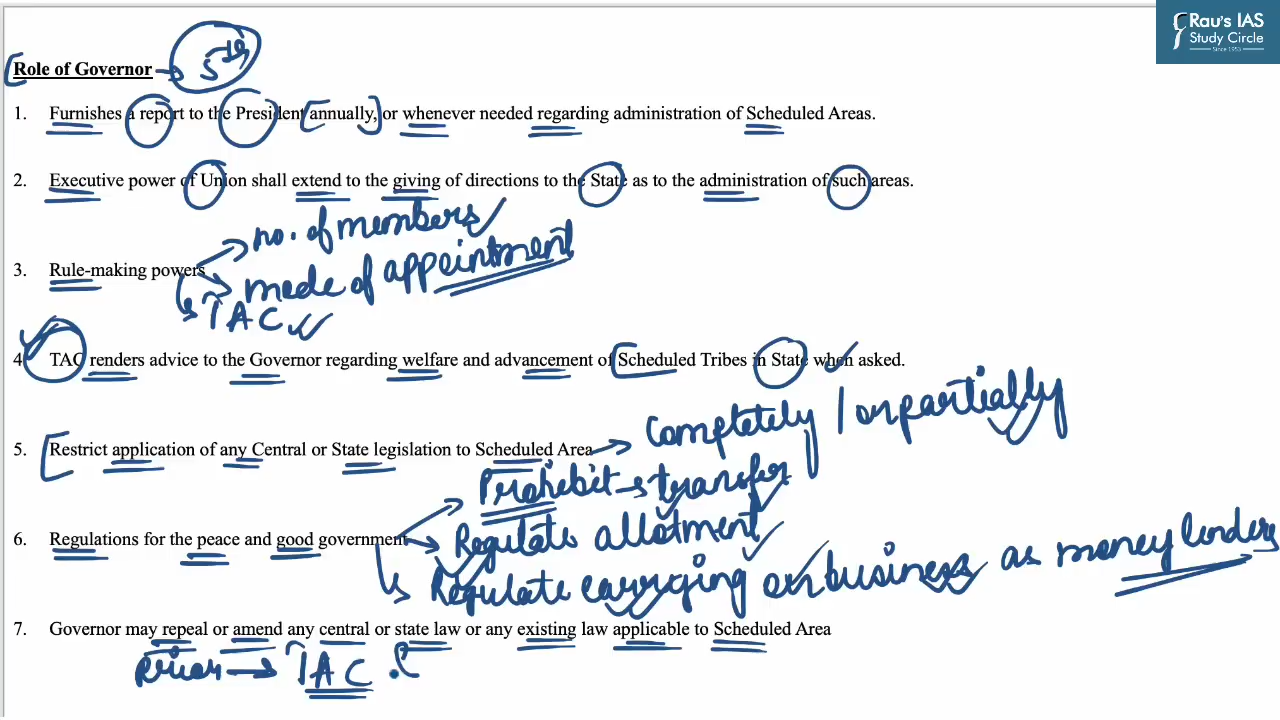 Rau's IAS
Study Circle
Since 1953
Role of Governor → 5th
1. Furnishes a report to the President [annually,] or whenever needed regarding administration of Scheduled Areas.
2. Executive power of Union shall extend to the giving of directions to the State as to the administration of such areas.
no. of members
3. Rule-making powers
mode of appointment
TAC
4. TAC renders advice to the Governor regarding welfare and advancement of Scheduled Tribes in State when asked.
completely / or partially
5. Restrict application of any Central or State legislation to Scheduled Area
Prohibit → transfer
6. Regulations for the peace and good government
Regulate allotment
Regulate carrying on business as money lenders
7. Governor may repeal or amend any central or state law or any existing law applicable to Scheduled Area
Prior → TAC